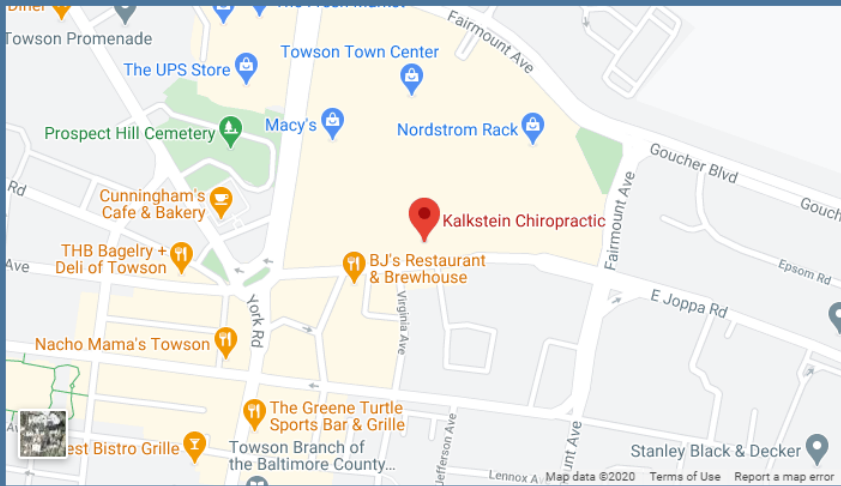 Diner
The Fresh Market
Fairmount Ave
Towson Promenade
Towson Town Center
The UPS Store
Macy's
Nordstrom Rack
Prospect Hill Cemetery
Goucher Blvd
Rd
Fairmount Ave
Cunningham's
Cafe & Bakery
Kalkstein Chiropractic
Gouch
THB Bagelry +
Deli of Towson
Ave
BJ's Restaurant
& Brewhouse
Epsom Rd
York Rd
Virginia Ave
E Joppa Rd
Nacho Mama's Towson
The Greene Turtle
Sports Bar & Grille
Jefferson Ave
mount Ave
est Bistro Grille
Towson Branch of
the Baltimore County...
Stanley Black & Decker
Lennox Av
Map data ©2020
Terms of Use
Report a map error